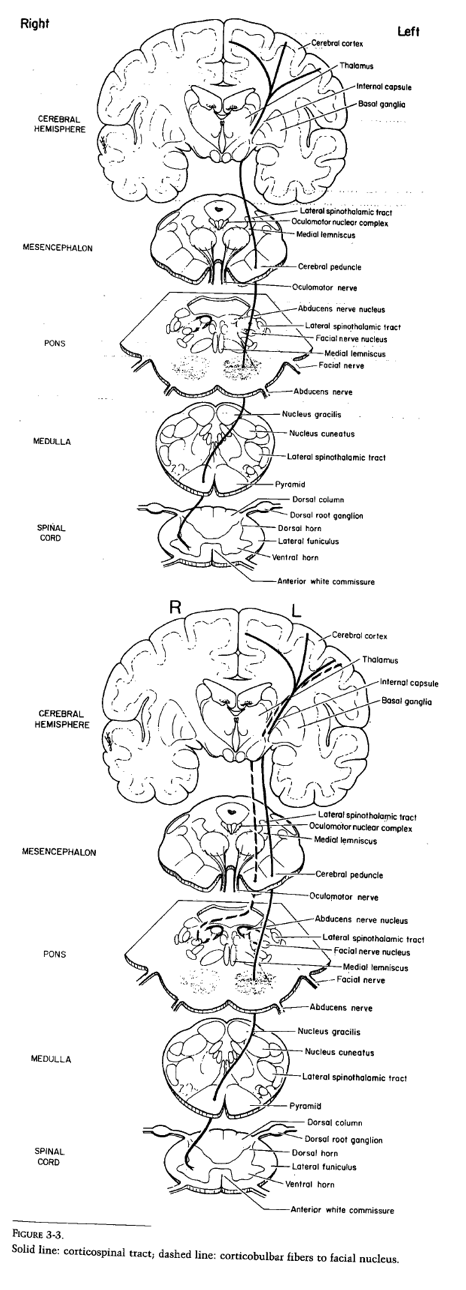 Right
Left
Cerebral cortex
Thalamus
Internal capsule
Basal ganglia
CEREBRAL
HEMISPHERE
Lateral spinothalamic tract
Oculomotor nuclear complex
Medial lemniscus
MESENCEPHALON
Cerebral peduncle
Oculomotor nerve
Abducens nerve nucleus
Lateral spinothalamic tract
Facial nerve nucleus
PONS
Medial lemniscus
Facial nerve
Abducens nerve
Nucleus gracilis
Nucleus cuneatus
MEDULLA
Lateral spinothalamic tract
Pyramid
Dorsal column
Dorsal root ganglion
SPINAL
CORD
Dorsal horn
Lateral funiculus
Ventral horn
Anterior white commissure
R
L
Cerebral cortex
Thalamus
Internal capsule
Basal ganglia
CEREBRAL
HEMISPHERE
Lateral spinothalamic tract
Oculomotor nuclear complex
Medial lemniscus
MESENCEPHALON
Cerebral peduncle
Oculomotor nerve
Abducens nerve nucleus
Lateral spinothalamic tract
Facial nerve nucleus
PONS
Medial lemniscus
Facial nerve
Abducens nerve
Nucleus gracilis
Nucleus cuneatus
MEDULLA
Lateral spinothalamic tract
Pyramid
Dorsal column
Dorsal root ganglion
SPINAL
CORD
Dorsal horn
Lateral funiculus
Ventral horn
Anterior white commissure
FIGURE 3-3.
Solid line: corticospinal tract; dashed line: corticobulbar fibers to facial nucleus.